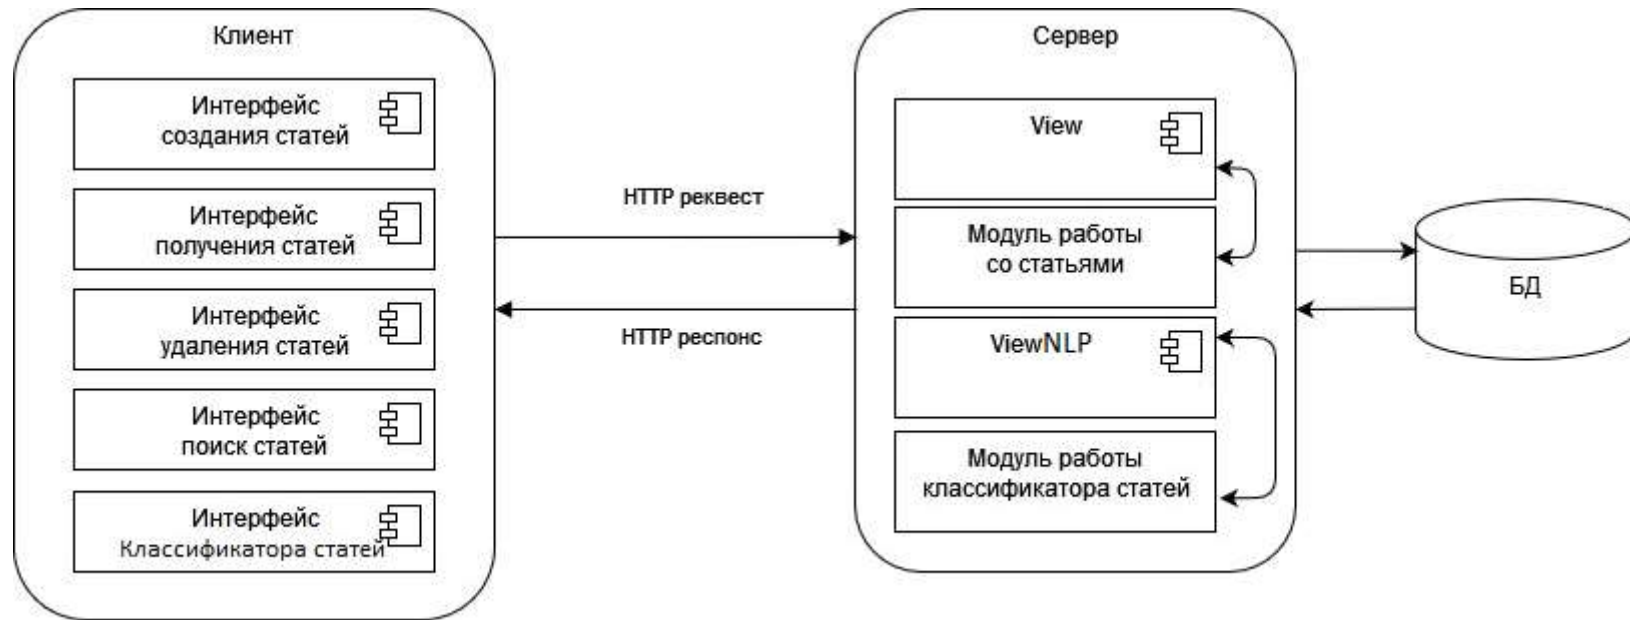 Клиент
Интерфейс
создания статей
Интерфейс
получения статей
Интерфейс
удаления статей
Интерфейс
поиск статей
Интерфейс
Классификатора статей
HTTP реквест
HTTP респонс
Сервер
View
Модуль работы
со статьями
ViewNLP
Модуль работы
классификатора статей
БД